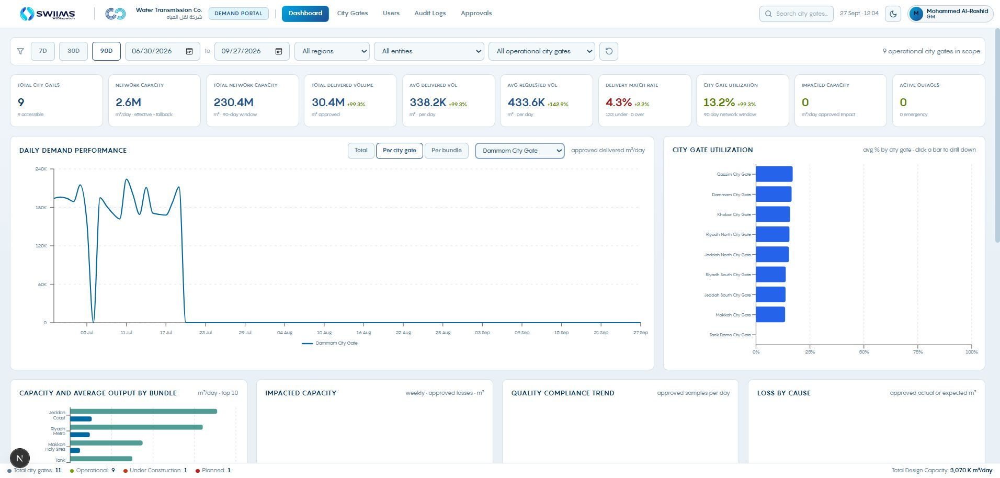 SWIIMS
WiDispatch
Water Transmission Co.
شركة نقل المياه
DEMAND PORTAL
Dashboard
City Gates
Users
Audit Logs
Approvals
Search city gates...
27 Sept · 12:04
M
Mohammed Al-Rashid
GM
7D
30D
90D
06/30/2026
to
09/27/2026
All regions
All entities
All operational city gates
9 operational city gates in scope
TOTAL CITY GATES
9
9 accessible
NETWORK CAPACITY
2.6M
m³/day · effective + fallback
TOTAL NETWORK CAPACITY
230.4M
m³ · 90-day window
TOTAL DELIVERED VOLUME
30.4M +99.3%
m³ approved
AVG DELIVERED VOL
338.2K +99.3%
m³ · per day
AVG REQUESTED VOL
433.6K +142.9%
m³ · per day
DELIVERY MATCH RATE
4.3% +2.2%
133 under · 0 over
CITY GATE UTILIZATION
13.2% +99.3%
90 day network window
IMPACTED CAPACITY
0
m³/day approved impact
ACTIVE OUTAGES
0
0 emergency
DAILY DEMAND PERFORMANCE
Total
Per city gate
Per bundle
Dammam City Gate
approved delivered m³/day
240K
180K
120K
60K
0
05 Jul
11 Jul
17 Jul
23 Jul
29 Jul
04 Aug
10 Aug
16 Aug
22 Aug
28 Aug
03 Sep
09 Sep
15 Sep
21 Sep
27 Sep
Dammam City Gate
CITY GATE UTILIZATION
avg % by city gate · click a bar to drill down
Qassim City Gate
Dammam City Gate
Khobar City Gate
Riyadh North City Gate
Jeddah North City Gate
Riyadh South City Gate
Jeddah South City Gate
Makkah City Gate
Tank Demo City Gate
0%
25%
50%
75%
100%
CAPACITY AND AVERAGE OUTPUT BY BUNDLE
m³/day · top 10
Jeddah
Coast
Riyadh
Metro
Makkah
Holy Sites
Tank
IMPACTED CAPACITY
weekly · approved losses · m³
QUALITY COMPLIANCE TREND
approved samples per day
LOSS BY CAUSE
approved actual or expected m³
N
Total city gates: 11
Operational: 9
Under Construction: 1
Planned: 1
Total Design Capacity: 3,070 K m³/day